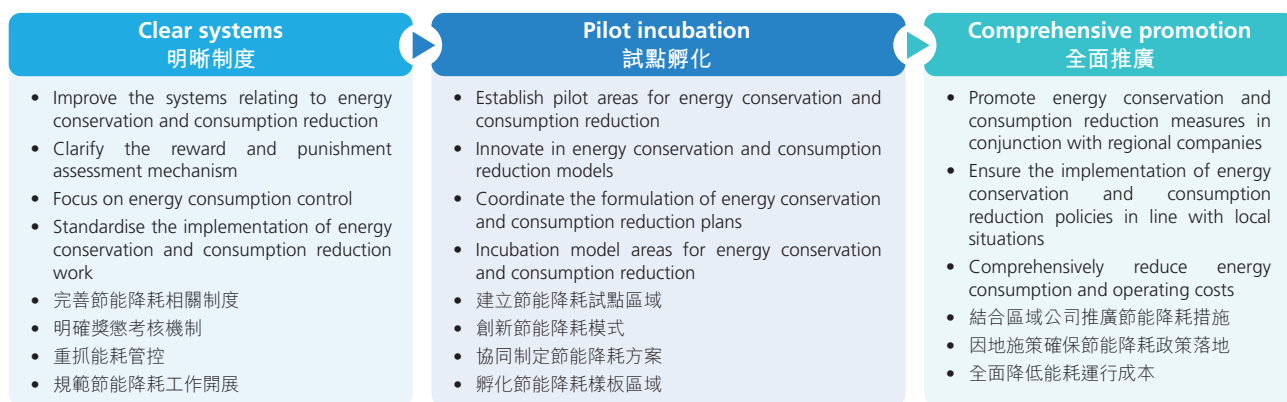 Clear systems
明晰制度
• Improve the systems relating to energy
conservation and consumption reduction
• Clarify the reward and punishment
assessment mechanism
• Focus on energy consumption control
• Standardise the implementation of energy
conservation and consumption reduction
work
• 完善節能降耗相關制度
• 明確獎懲考核機制
• 重抓能耗管控
• 規範節能降耗工作開展
Pilot incubation
試點孵化
• Establish pilot areas for energy conservation and
consumption reduction
• Innovate in energy conservation and consumption
reduction models
• Coordinate the formulation of energy conservation
and consumption reduction plans
• Incubation model areas for energy conservation
and consumption reduction
• 建立節能降耗試點區域
• 創新節能降耗模式
• 協同制定節能降耗方案
• 孵化節能降耗樣板區域
Comprehensive promotion
全面推廣
• Promote energy conservation and
consumption reduction measures in
conjunction with regional companies
• Ensure the implementation of energy
conservation and consumption
reduction policies in line with local
situations
• Comprehensively reduce energy
consumption and operating costs
• 結合區域公司推廣節能降耗措施
• 因地施策確保節能降耗政策落地
• 全面降低能耗運行成本